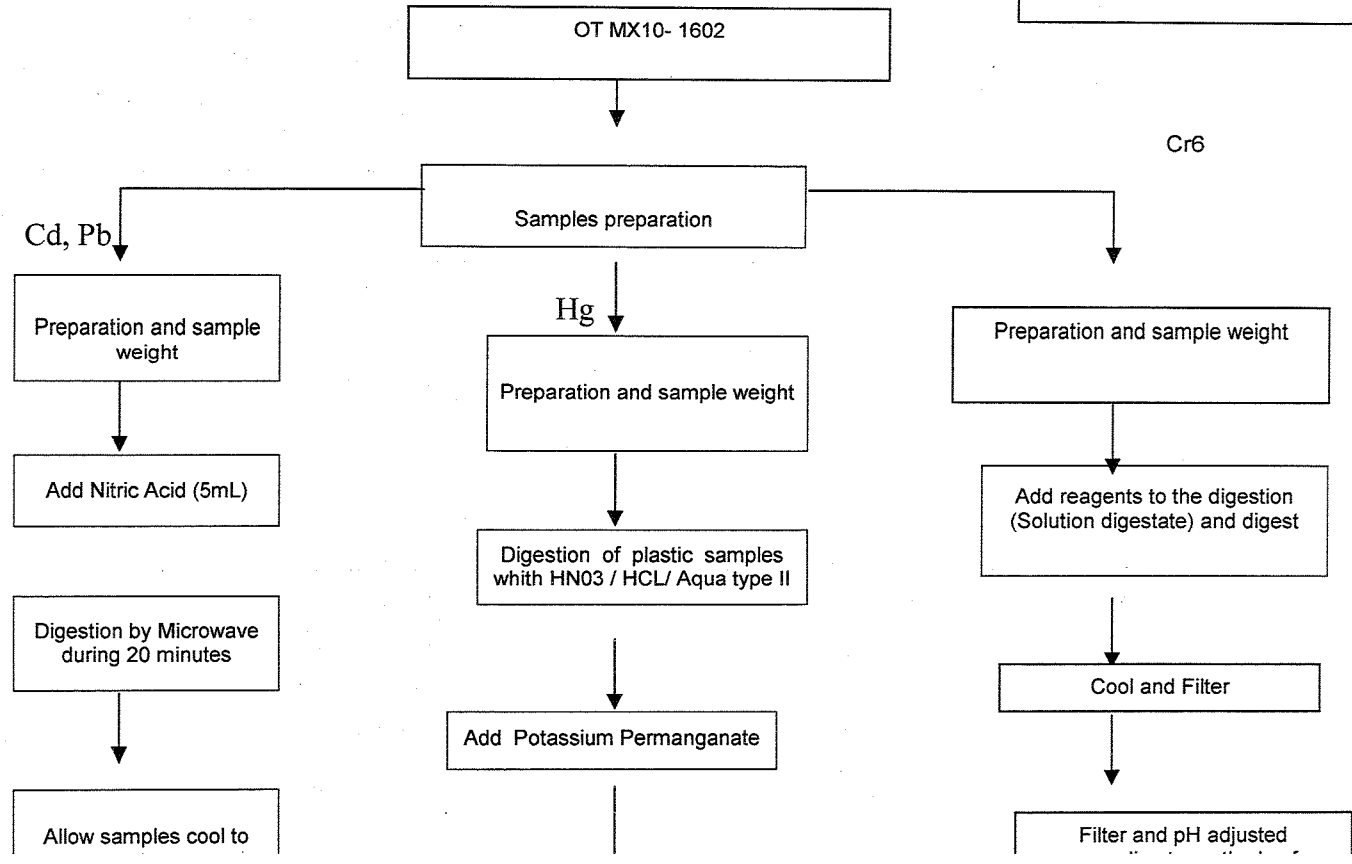 OT MX10- 1602
Cr6
Samples preparation
Cd, Pb
Preparation and sample
weight
Add Nitric Acid (5mL)
Digestion by Microwave
during 20 minutes
Allow samples cool to
Hg
Preparation and sample weight
Digestion of plastic samples
whith HN03 / HCL/ Aqua type II
Add Potassium Permanganate
Preparation and sample weight
Add reagents to the digestion
(Solution digestate) and digest
Cool and Filter
Filter and pH adjusted